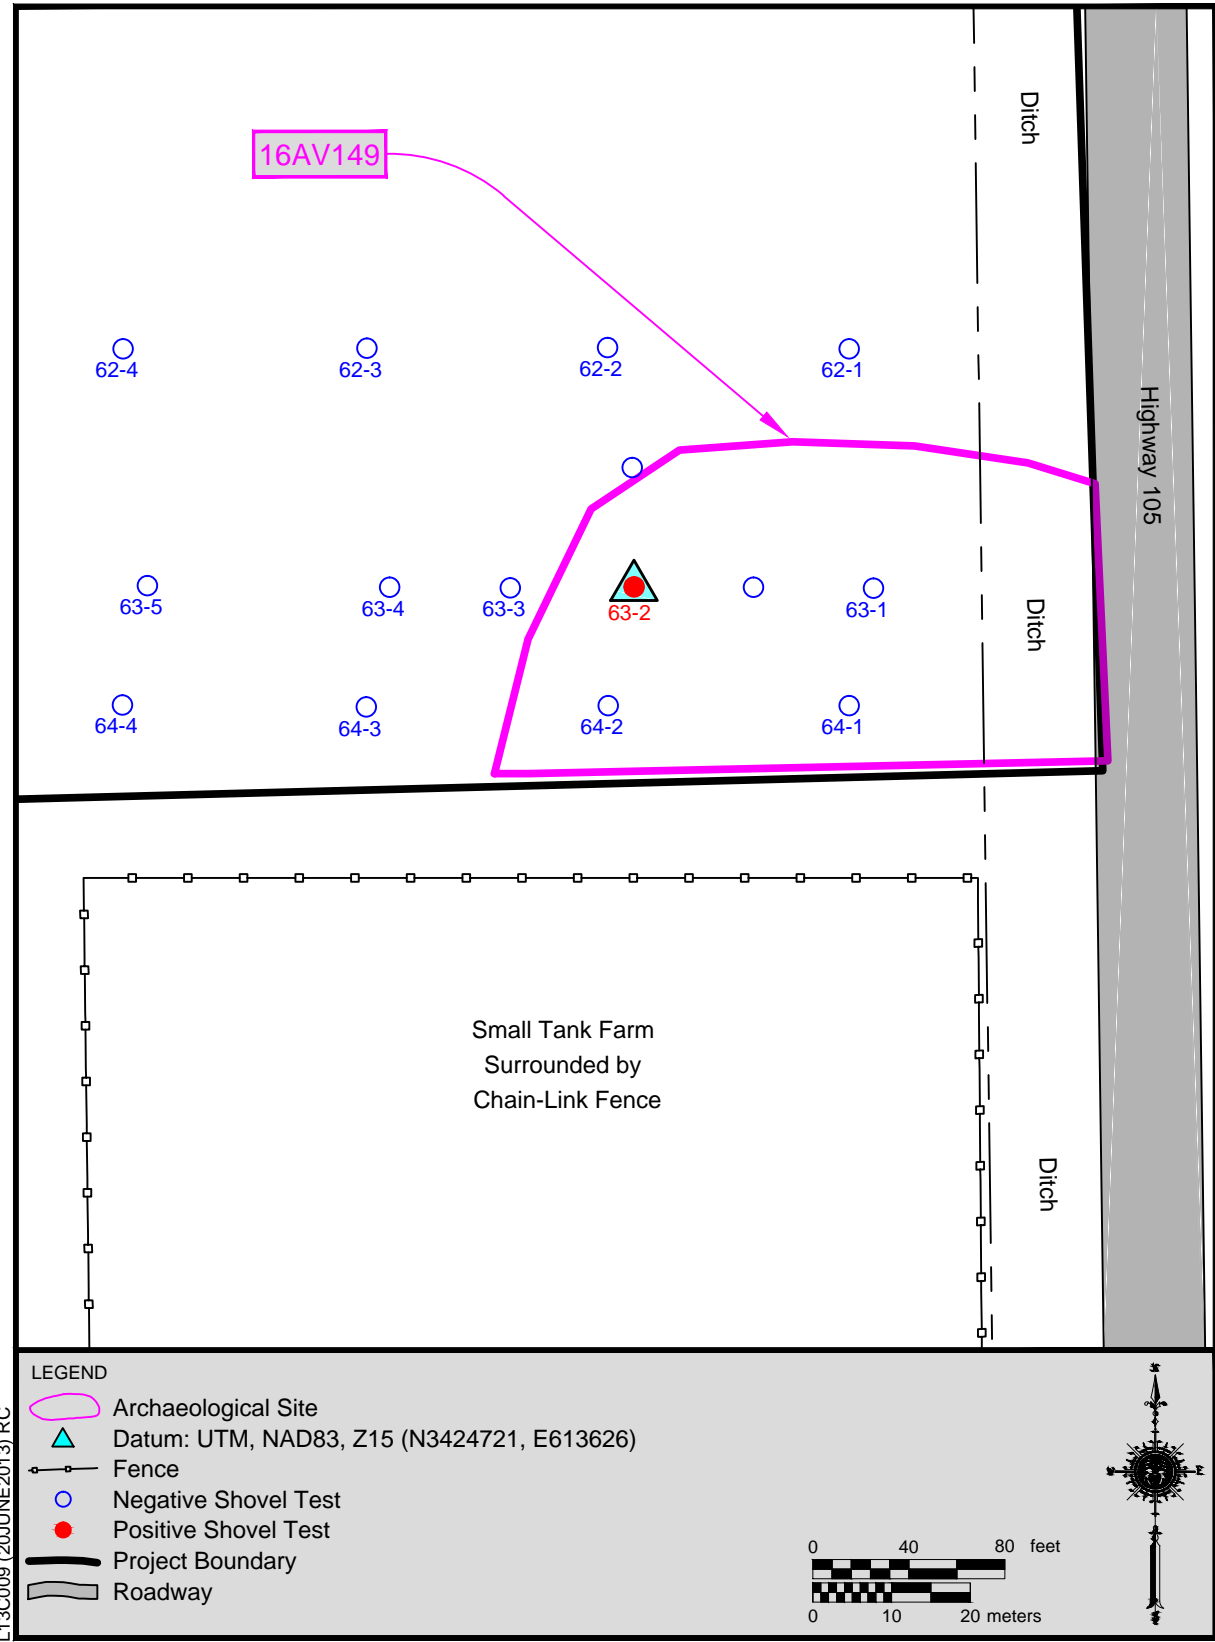 Ditch
16AV149
62-4
62-3
62-2
62-1
Highway 105
63-5
63-4
63-3
63-2
63-1
Ditch
64-4
64-3
64-2
64-1
Small Tank Farm
Surrounded by
Chain-Link Fence
Ditch
LEGEND
Archaeological Site
Datum: UTM, NAD83, Z15 (N3424721, E613626)
Fence
Negative Shovel Test
Positive Shovel Test
Project Boundary
Roadway
0 40 80 feet
0 10 20 meters
L13C009 (20JUNE2013) RC